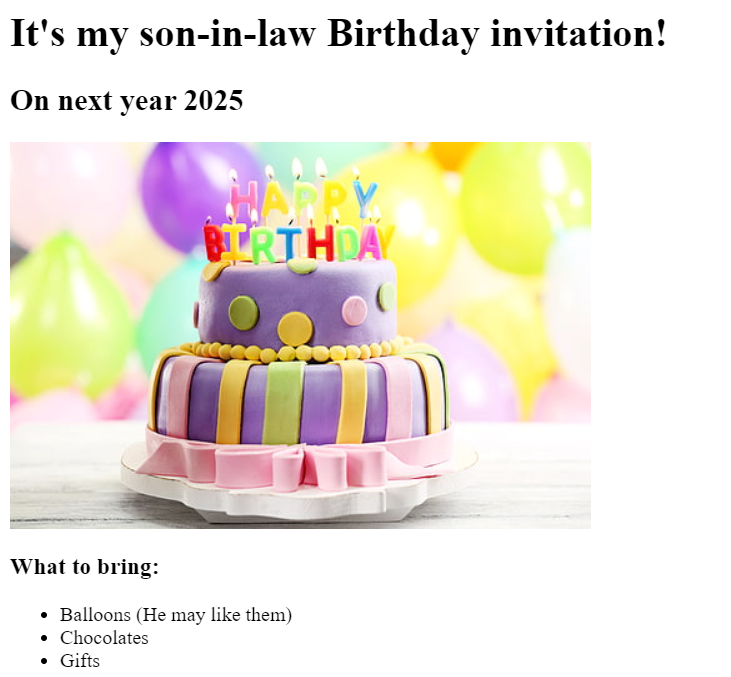 It's my son-in-law Birthday invitation!
On next year 2025
HAPPY
BIRTHDAY
What to bring:
Balloons (He may like them)
Chocolates
Gifts